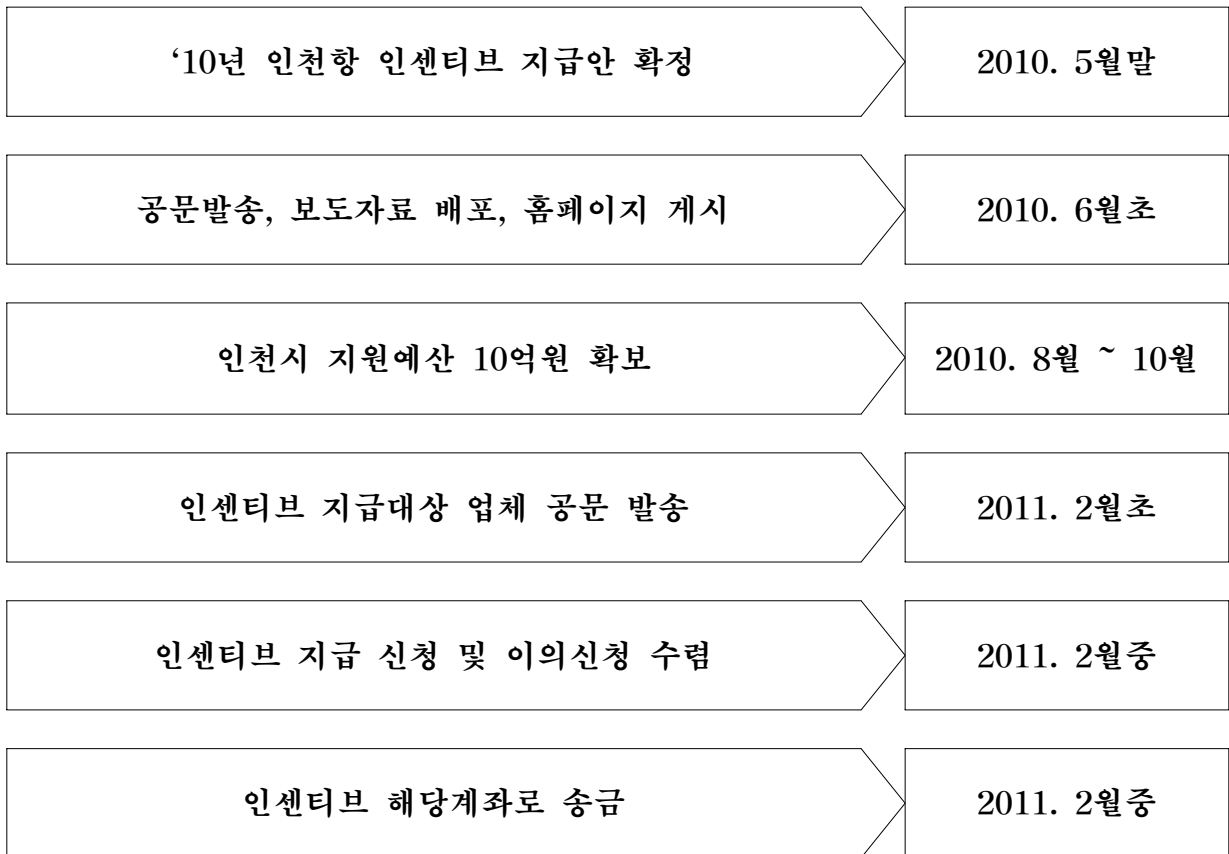 ‘10년 인천항 인센티브 지급안 확정
2010. 5월말
공문발송, 보도자료 배포, 홈페이지 게시
2010. 6월초
인천시 지원예산 10억원 확보
2010. 8월 ~ 10월
인센티브 지급대상 업체 공문 발송
2011. 2월초
인센티브 지급 신청 및 이의신청 수렴
2011. 2월중
인센티브 해당계좌로 송금
2011. 2월중